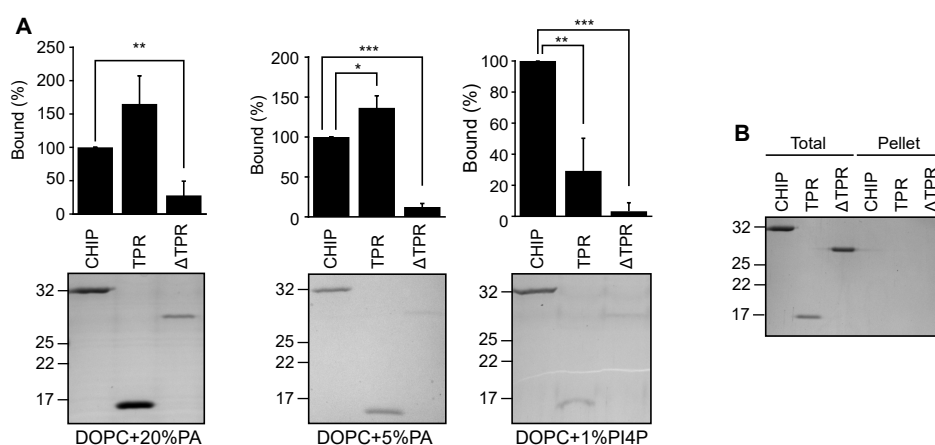 A
**
250
200
150
100
50
0
Bound (%)
CHIP
TPR
ΔTPR
32
25
22
17
DOPC+20%PA
***
*
200
150
100
50
0
Bound (%)
CHIP
TPR
ΔTPR
32
25
22
17
DOPC+5%PA
***
**
100
80
60
40
20
0
Bound (%)
CHIP
TPR
ΔTPR
32
25
22
17
DOPC+1%PI4P
B
Total Pellet
CHIP
TPR
ΔTPR
CHIP
TPR
ΔTPR
32
25
22
17